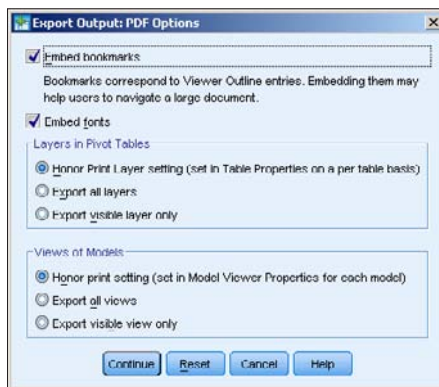 Export Output: PDF Options
Embed bookmarks
Bookmarks correspond to Viewer Outline entries. Embedding them may
help users to navigate a large document.
Embed fonts
Layers in Pivot Tables
Honor Print Layer setting (set in Table Properties on a per table basis)
Export all layers
Export visible layer only
Views of Models
Honor print setting (set in Model Viewer Properties for each model)
Export all views
Export visible view only
Continue Reset Cancel Help